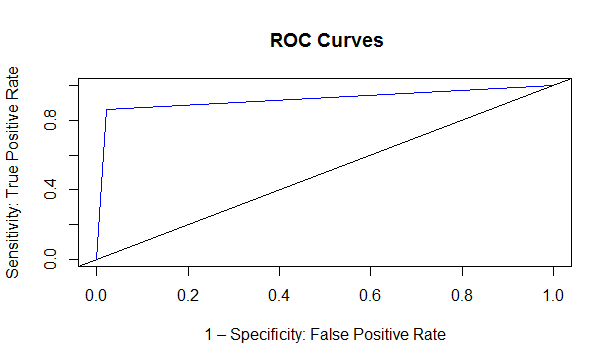 ROC Curves
Sensitivity: True Positive Rate
0.8
0.4
0.0
0.0 0.2 0.4 0.6 0.8 1.0
1 – Specificity: False Positive Rate